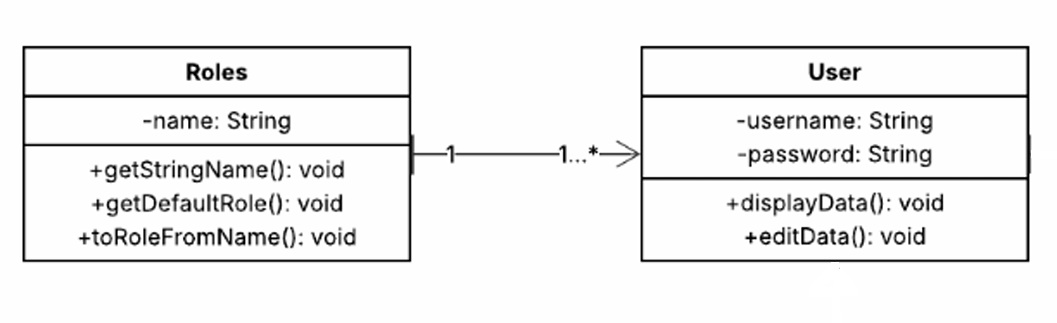 Roles
-name: String
+getStringName(): void
+getDefaultRole(): void
+toRoleFromName(): void
1
1...*
User
-username: String
-password: String
+displayData(): void
+editData(): void